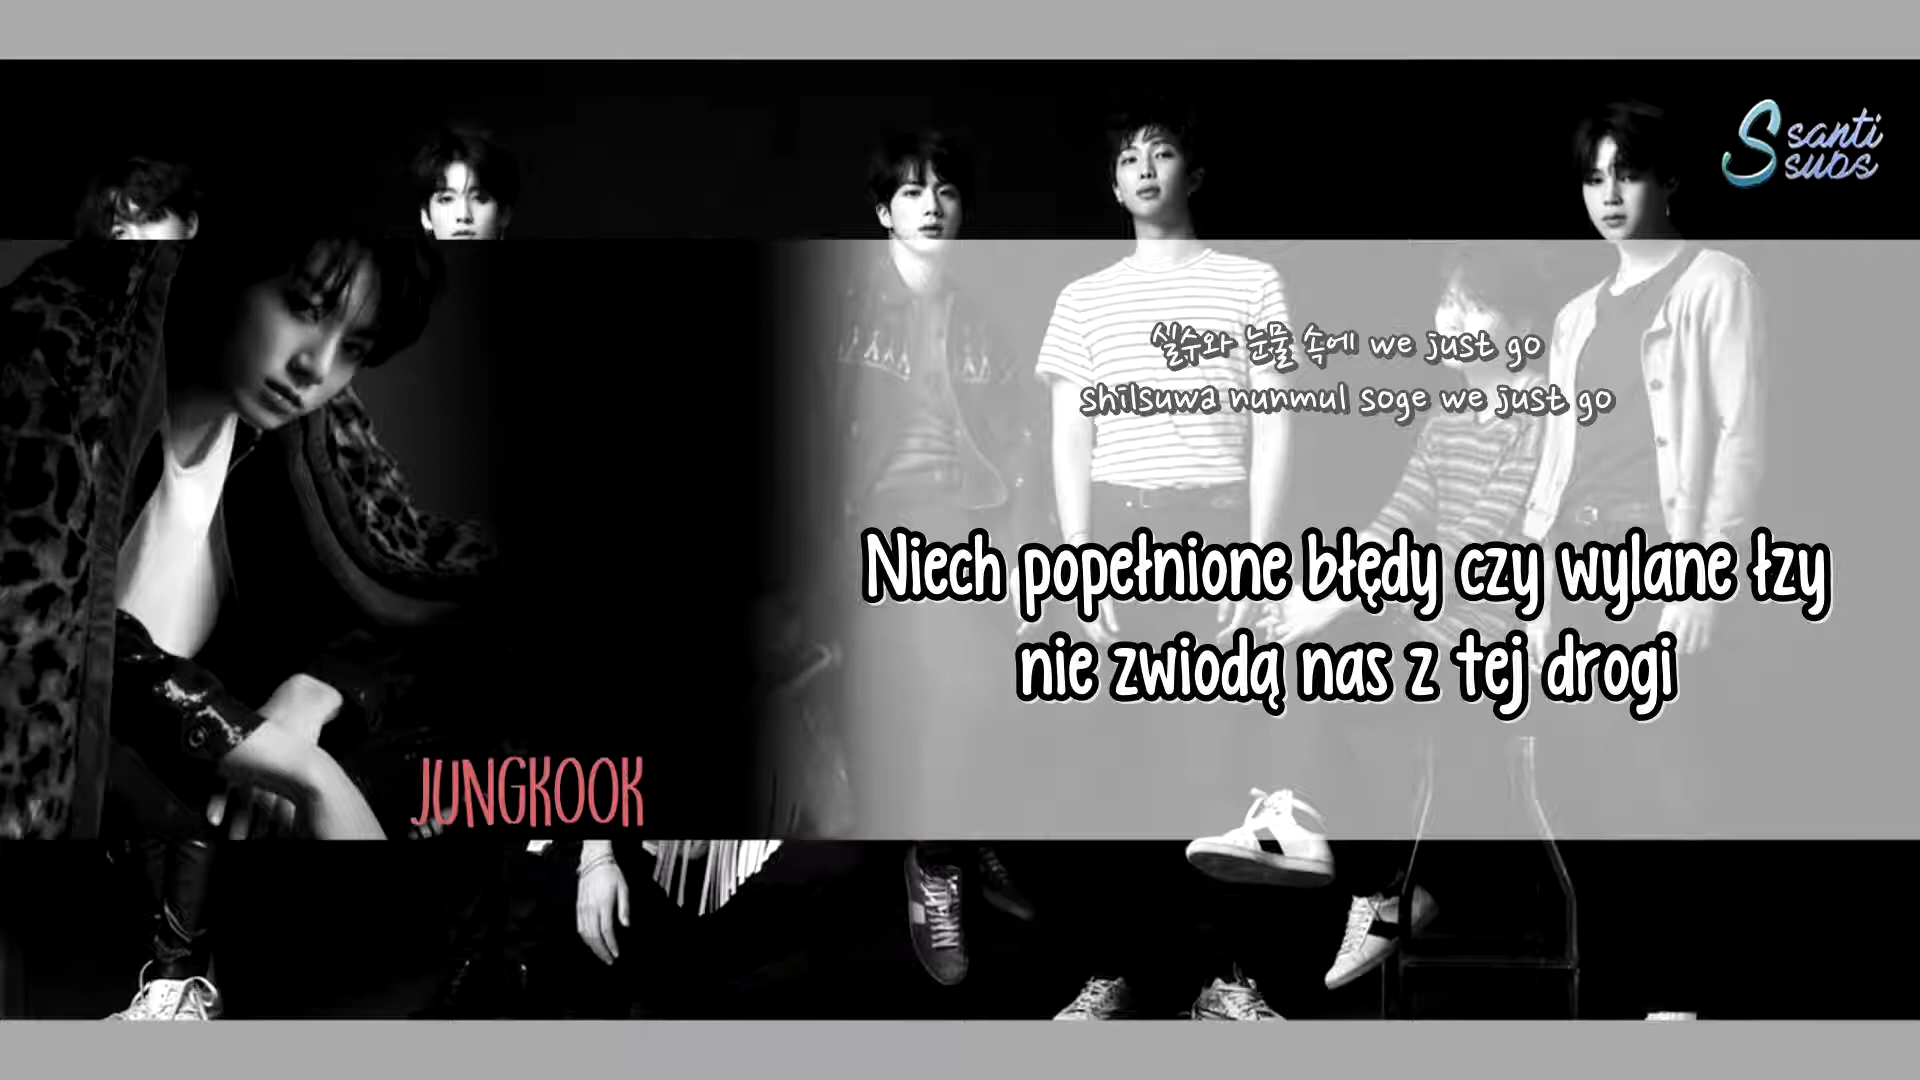 Ssanti
subs
실수와 눈물 속에 we just go
shilsuwa nunmul soge we just go
Niech popełnione błędy czy wylane łzy
nie zwiodą nas z tej drogi
JUNGKOOK